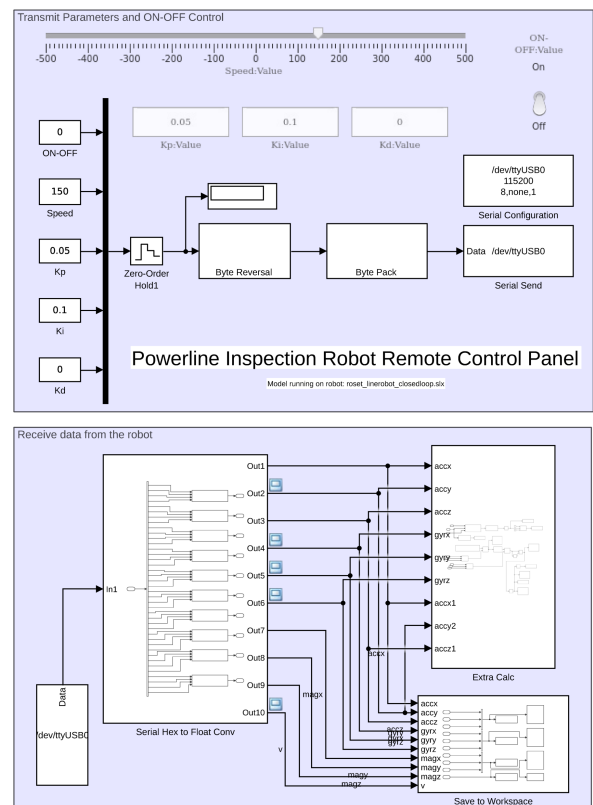 Transmit Parameters and ON-OFF Control
-500 -400 -300 -200 -100 0 100 200 300 400 500
Speed:Value
ON-
OFF:Value
On
Off
0
ON-OFF
150
Speed
0.05
Kp
0.1
Ki
0
Kd
0.05
Kp:Value
0.1
Ki:Value
0
Kd:Value
Zero-Order
Hold1
Byte Reversal
Byte Pack
/dev/ttyUSB0
115200
8,none,1
Serial Configuration
Data /dev/ttyUSB0
Serial Send
Powerline Inspection Robot Remote Control Panel
Model running on robot: roset_linerobot_closedloop.slx
Receive data from the robot
Data
/dev/ttyUSB0
In1
Out1
Out2
Out3
Out4
Out5
Out6
Out7
Out8
Out9
Out10
Serial Hex to Float Conv
accx
accy
accz
gyrx
gyry
gyrz
accx1
accy2
accz1
Extra Calc
accx
magx
v
magy
magz
accz
gyrz
accx
accy
accz
gyrx
gyry
gyrz
magx
magy
magz
v
Save to Workspace